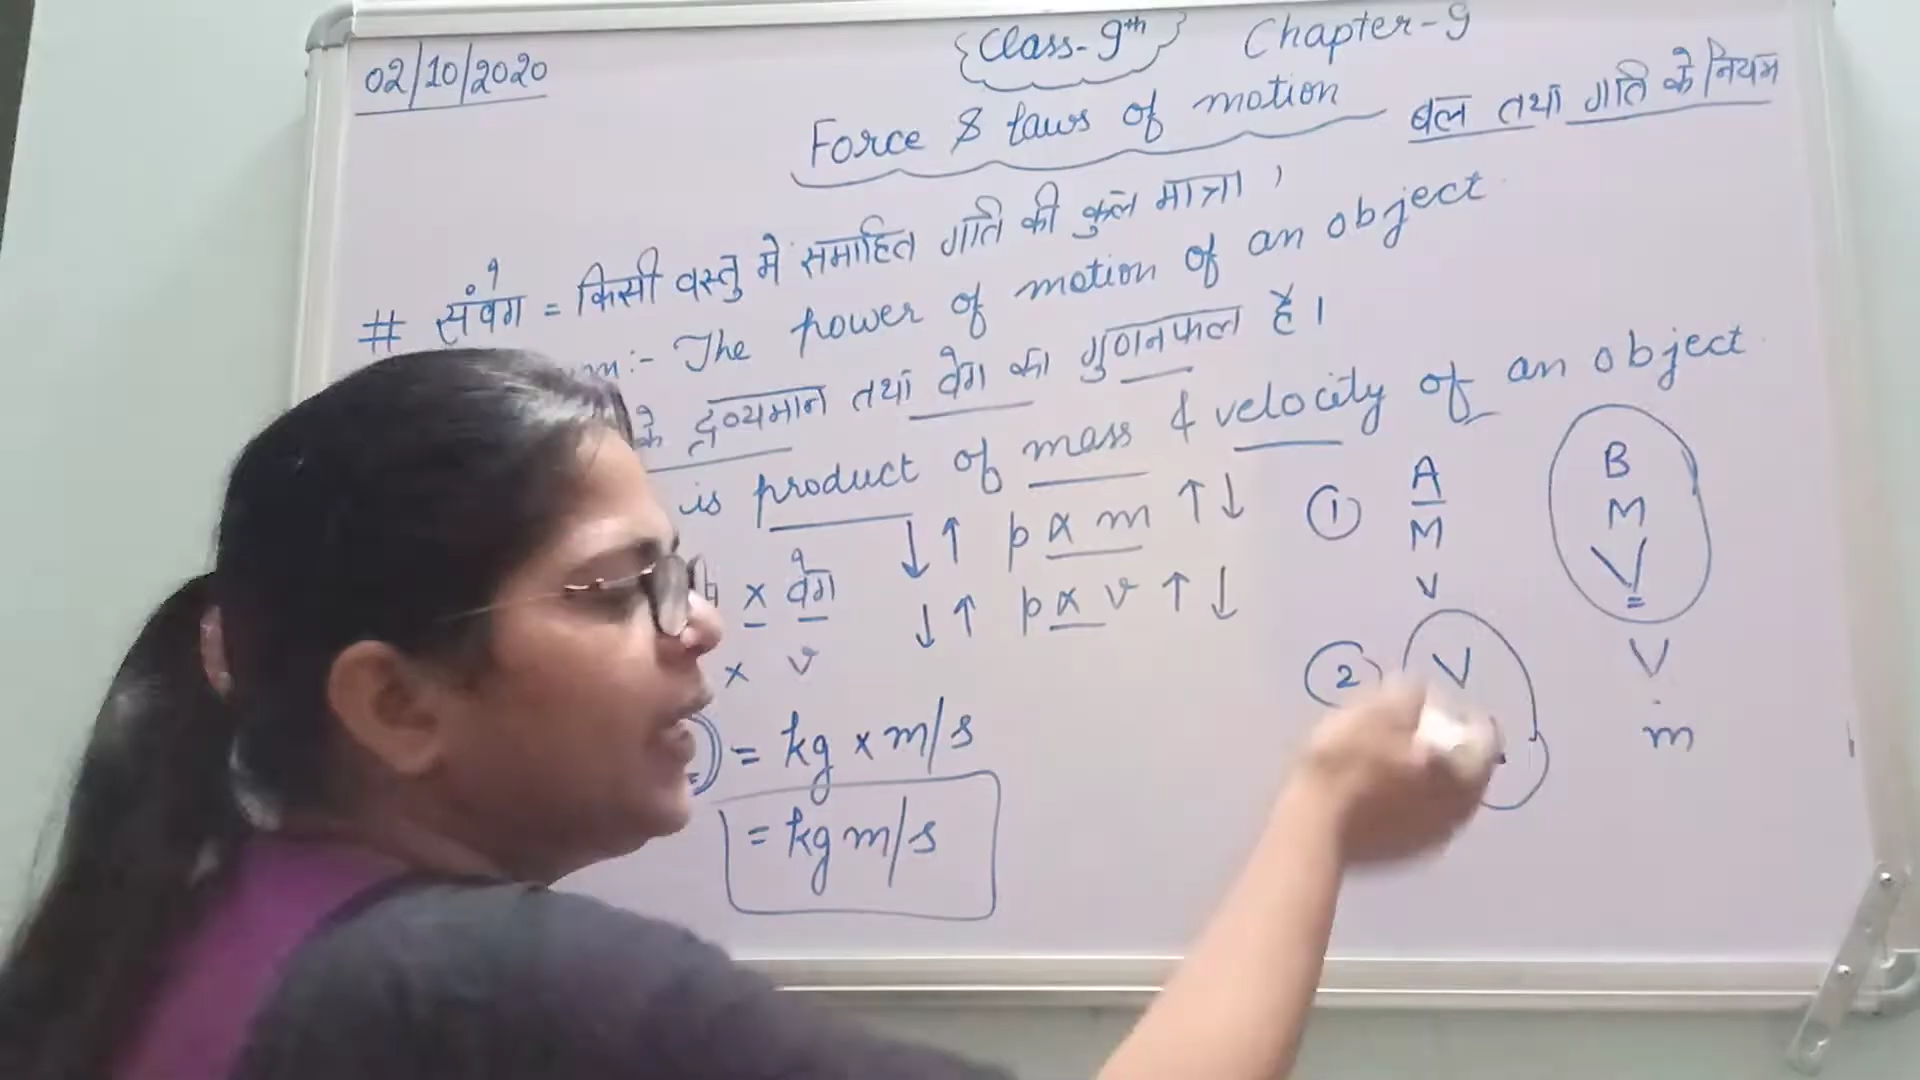 02/10/2020
Class-9th Chapter-9
Force & laws of motion बल तथा गति के नियम
# संवेग = किसी वस्तु मे समाहित गति की कुल मात्रा,
:- The power of motion of an object
के द्रव्यमान तथा वेग का गुणनफल है।
is product of mass & velocity of an object
× वेग ↓↑ p ∝ m ↑↓
× v ↓↑ p ∝ v ↑↓
= kg × m/s
= kg m/s
① A B
M M
v V
② V V
m